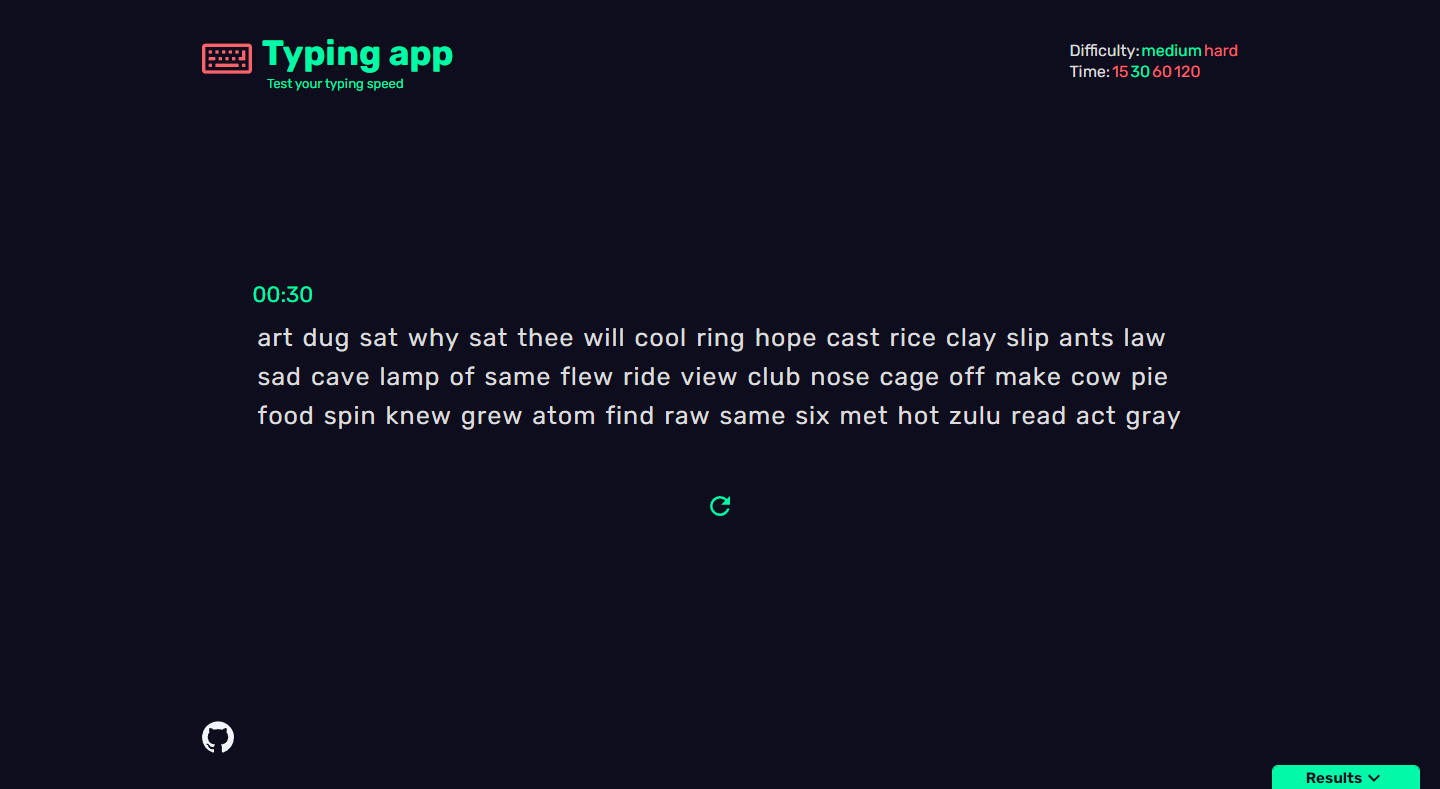 Typing app
Test your typing speed
Difficulty: medium hard
Time: 15 30 60 120
00:30
art dug sat why sat thee will cool ring hope cast rice clay slip ants law
sad cave lamp of same flew ride view club nose cage off make cow pie
food spin knew grew atom find raw same six met hot zulu read act gray
Results